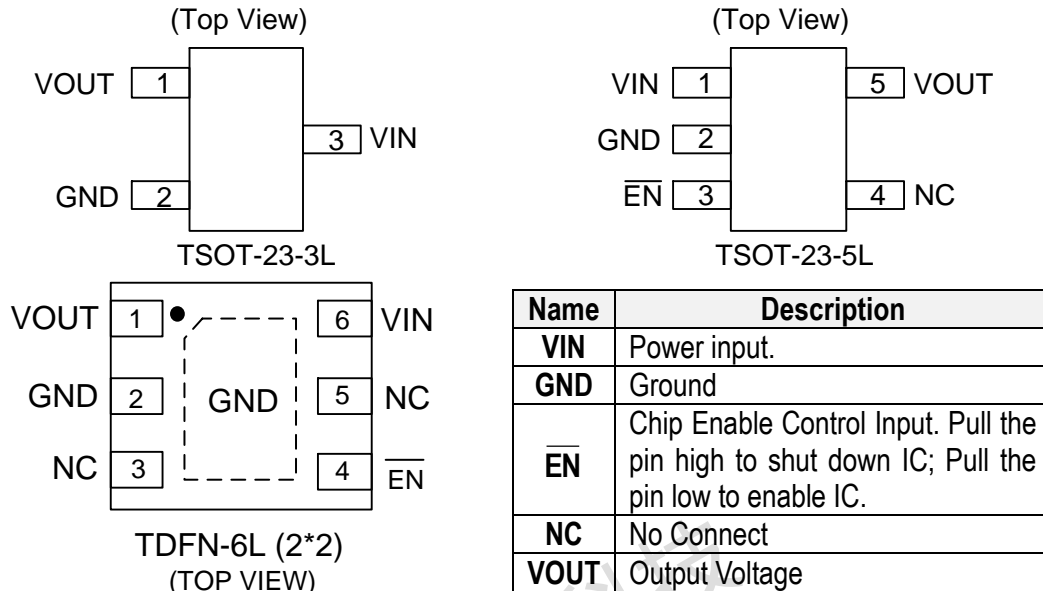 (Top View)
VOUT 1
3 VIN
GND 2
TSOT-23-3L
(Top View)
VIN 1
5 VOUT
GND 2
EN 3
4 NC
TSOT-23-5L
VOUT 1
6 VIN
GND 2
GND
5 NC
NC 3
4 EN
TDFN-6L (2*2)
(TOP VIEW)
Name Description
VIN Power input.
GND Ground
EN Chip Enable Control Input. Pull the
pin high to shut down IC; Pull the
pin low to enable IC.
NC No Connect
VOUT Output Voltage